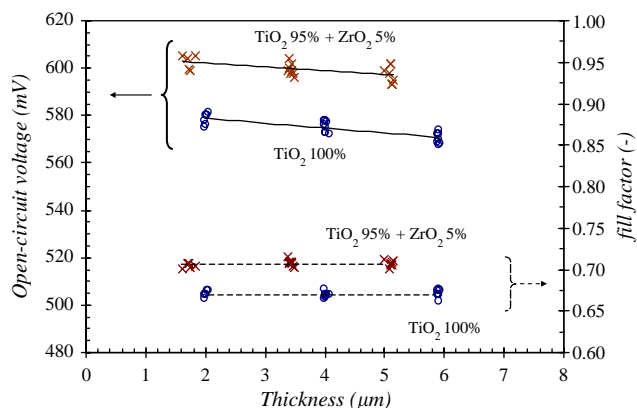 620
600
580
560
540
520
500
480
Open-circuit voltage (mV)
1.00
0.95
0.90
0.85
0.80
0.75
0.70
0.65
0.60
fill factor (-)
TiO₂ 95% + ZrO₂ 5%
TiO₂ 100%
TiO₂ 95% + ZrO₂ 5%
TiO₂ 100%
0 1 2 3 4 5 6 7 8
Thickness (μm)